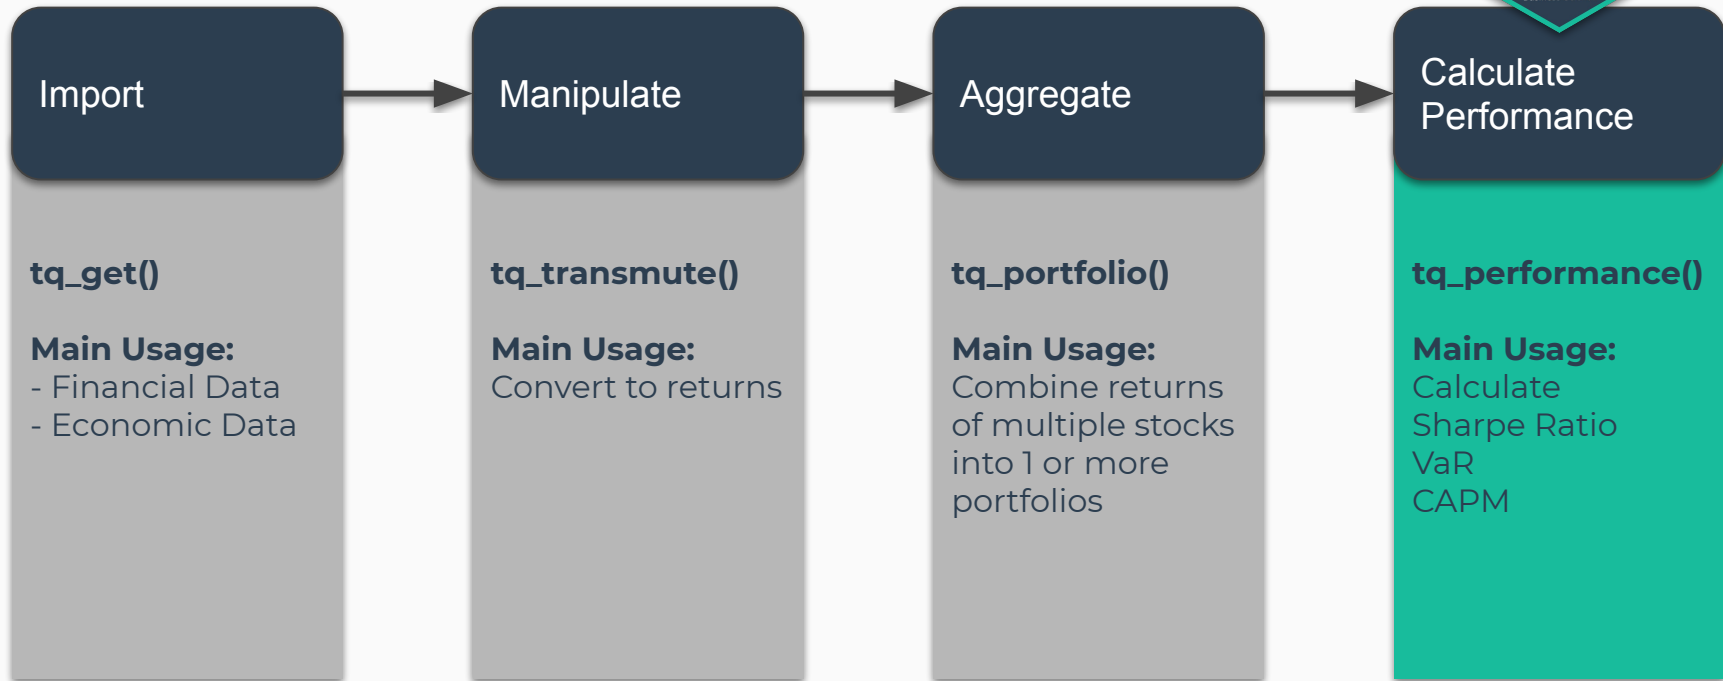 Import
Manipulate
Aggregate
Calculate
Performance
tq_get()
Main Usage:
- Financial Data
- Economic Data
tq_transmute()
Main Usage:
Convert to returns
tq_portfolio()
Main Usage:
Combine returns
of multiple stocks
into 1 or more
portfolios
tq_performance()
Main Usage:
Calculate
Sharpe Ratio
VaR
CAPM